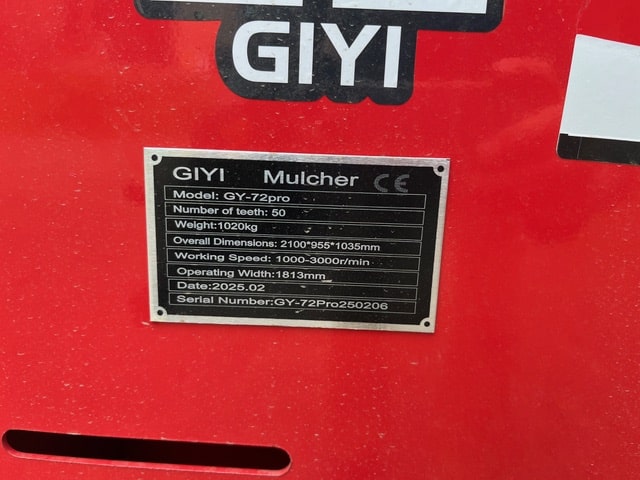 GIYI
GIYI Mulcher CE
Model: GY-72pro
Number of teeth: 50
Weight:1020kg
Overall Dimensions: 2100*955*1035mm
Working Speed: 1000-3000r/min
Operating Width:1813mm
Date:2025.02
Serial Number:GY-72Pro250206